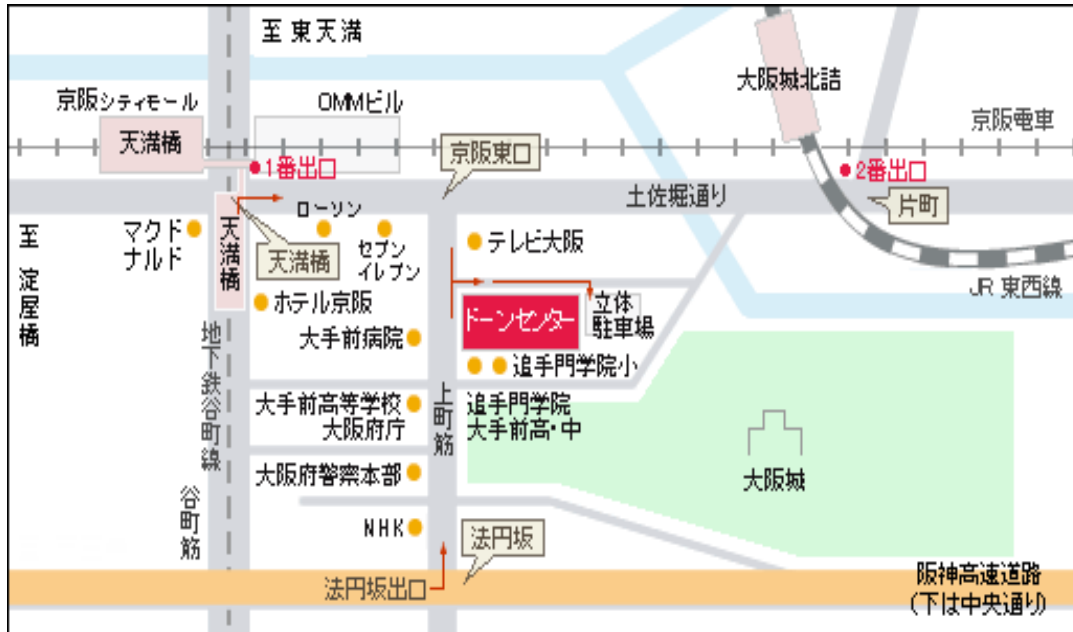 至 東天満
大阪城北詰
京阪シティモール
OMMビル
京阪電車
天満橋
京阪東口
1番出口
2番出口
土佐堀通り
片町
ローソン
至 淀屋橋
マクド
ナルド
天満橋
天満橋
セブン
イレブン
テレビ大阪
JR 東西線
ホテル京阪
ドーンセンター
立体
駐車場
大手前病院
追手門学院小
地下鉄谷町線
大手前高等学校
大阪府庁
上町筋
追手門学院
大手前高・中
大阪府警察本部
大阪城
谷町筋
NHK
法円坂
法円坂出口
阪神高速道路
(下は中央通り)